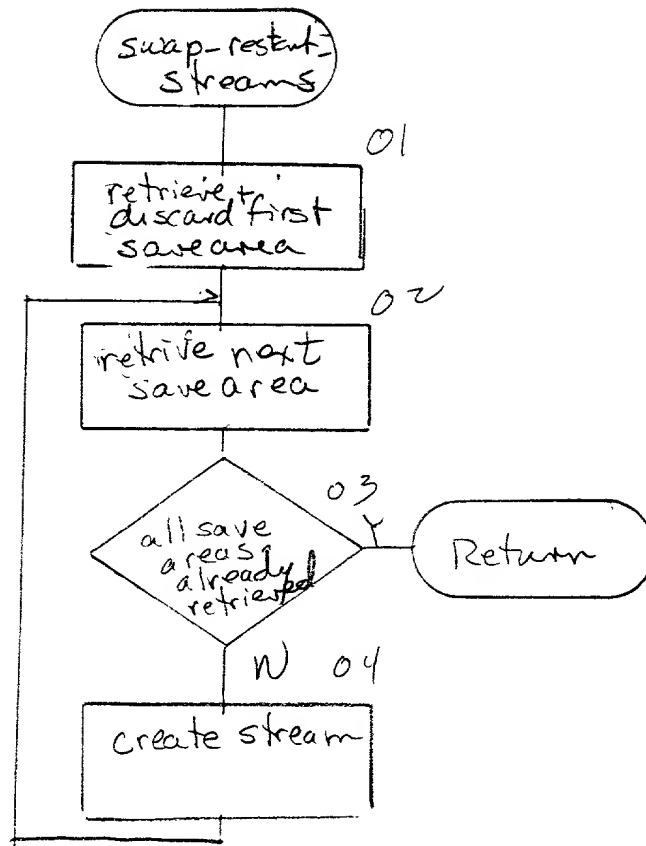 swap-restart-
streams
01
retrieve +
discard first
save area
02
retrive next
save area
03
all save
areas
already
retrieved
Y
Return
N 04
create stream